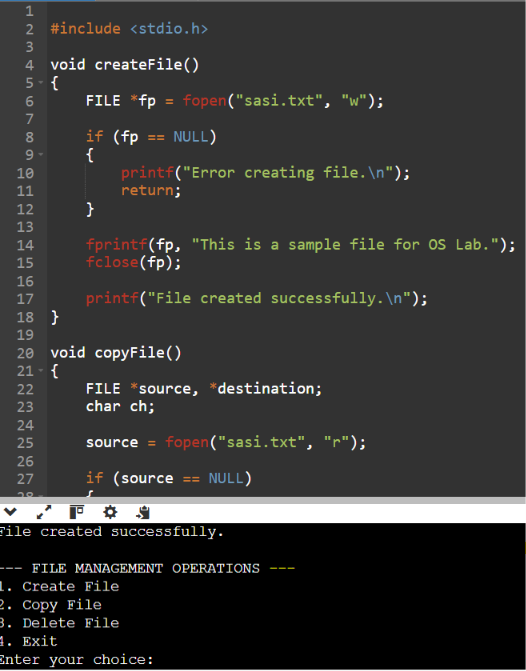 1
2 #include <stdio.h>
3
4 void createFile()
5 {
6 FILE *fp = fopen("sasi.txt", "w");
7
8 if (fp == NULL)
9 {
10 printf("Error creating file.\n");
11 return;
12 }
13
14 fprintf(fp, "This is a sample file for OS Lab.");
15 fclose(fp);
16
17 printf("File created successfully.\n");
18 }
19
20 void copyFile()
21 {
22 FILE *source, *destination;
23 char ch;
24
25 source = fopen("sasi.txt", "r");
26
27 if (source == NULL)
28 {
File created successfully.
--- FILE MANAGEMENT OPERATIONS ---
1. Create File
2. Copy File
3. Delete File
4. Exit
Enter your choice: